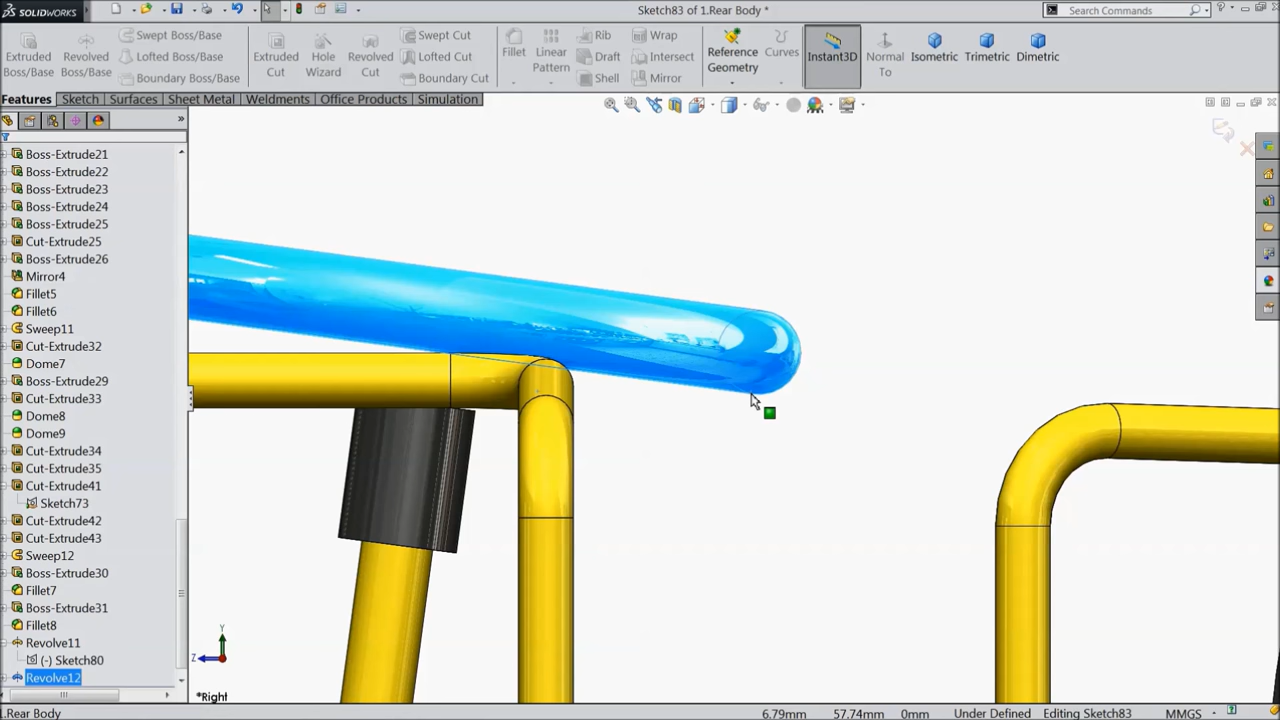 SOLIDWORKS
Sketch83 of 1.Rear Body *
Search Commands
Extruded Boss/Base
Revolved Boss/Base
Swept Boss/Base
Lofted Boss/Base
Boundary Boss/Base
Extruded Cut
Hole Wizard
Revolved Cut
Swept Cut
Lofted Cut
Boundary Cut
Fillet
Linear Pattern
Rib
Draft
Shell
Wrap
Intersect
Mirror
Reference Geometry
Curves
Instant3D
Normal To
Isometric
Trimetric
Dimetric
Features
Sketch
Surfaces
Sheet Metal
Weldments
Office Products
Simulation
Boss-Extrude21
Boss-Extrude22
Boss-Extrude23
Boss-Extrude24
Boss-Extrude25
Cut-Extrude25
Boss-Extrude26
Mirror4
Fillet5
Fillet6
Sweep11
Cut-Extrude32
Dome7
Boss-Extrude29
Cut-Extrude33
Dome8
Dome9
Cut-Extrude34
Cut-Extrude35
Cut-Extrude41
Sketch73
Cut-Extrude42
Cut-Extrude43
Sweep12
Boss-Extrude30
Fillet7
Boss-Extrude31
Fillet8
Revolve11
(-) Sketch80
Revolve12
Y
Z
*Right
1.Rear Body
6.79mm
57.74mm
0mm
Under Defined
Editing Sketch83
MMGS